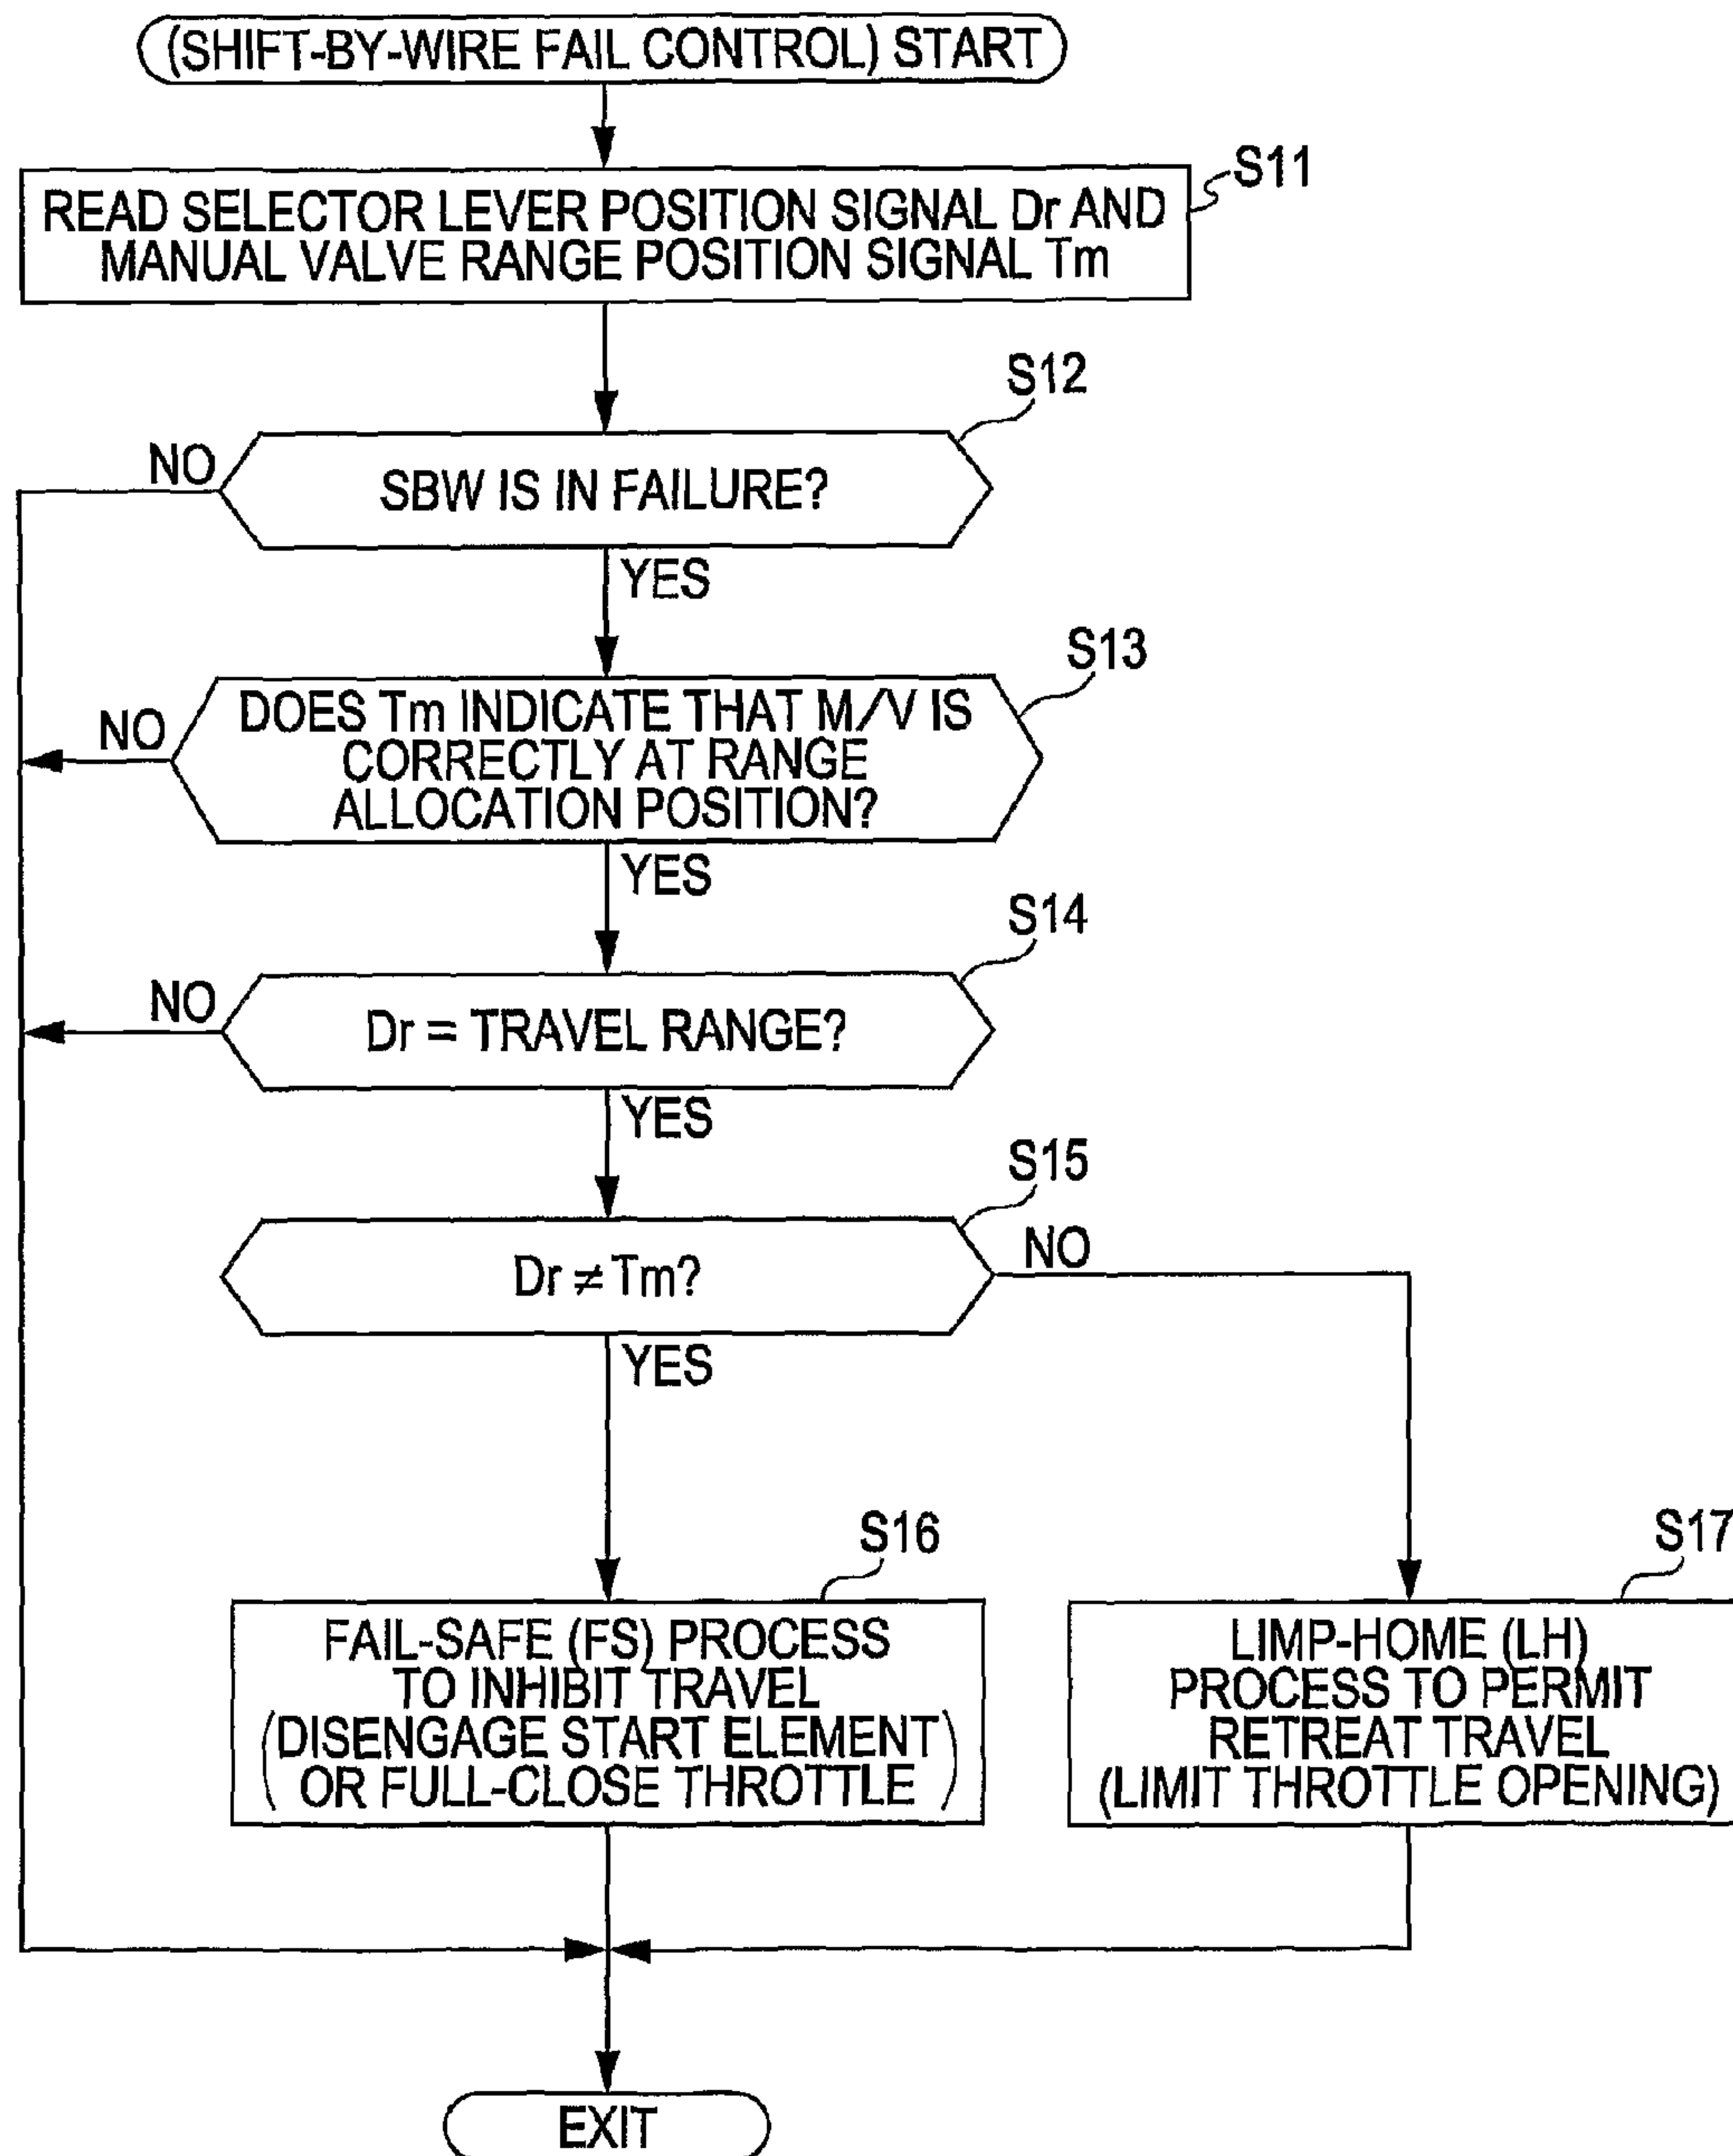 (SHIFT-BY-WIRE FAIL CONTROL) START
S11
READ SELECTOR LEVER POSITION SIGNAL Dr AND
MANUAL VALVE RANGE POSITION SIGNAL Tm
S12
NO
SBW IS IN FAILURE?
YES
S13
NO
DOES Tm INDICATE THAT M/V IS
CORRECTLY AT RANGE
ALLOCATION POSITION?
YES
S14
NO
Dr = TRAVEL RANGE?
YES
S15
Dr ≠ Tm?
NO
YES
S16
FAIL-SAFE (FS) PROCESS
TO INHIBIT TRAVEL
(DISENGAGE START ELEMENT
OR FULL-CLOSE THROTTLE)
S17
LIMP-HOME (LH)
PROCESS TO PERMIT
RETREAT TRAVEL
(LIMIT THROTTLE OPENING)
EXIT